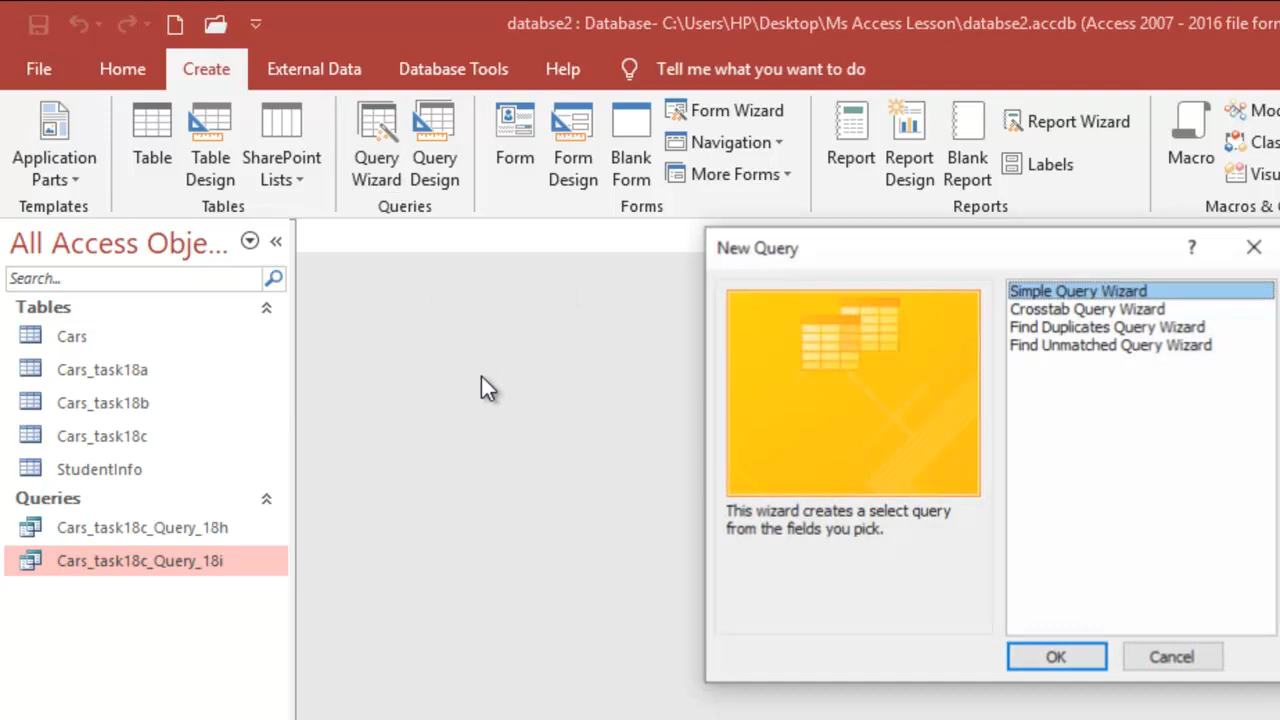 databse2 : Database- C:\Users\HP\Desktop\Ms Access Lesson\databse2.accdb (Access 2007 - 2016 file form
File Home Create External Data Database Tools Help Tell me what you want to do
Application Parts
Templates
Table
Table Design
SharePoint Lists
Tables
Query Wizard
Query Design
Queries
Form
Form Design
Blank Form
Form Wizard
Navigation
More Forms
Forms
Report
Report Design
Blank Report
Report Wizard
Labels
Reports
Macro
Mod
Clas
Visu
Macros &
All Access Obje...
Search...
Tables
Cars
Cars_task18a
Cars_task18b
Cars_task18c
StudentInfo
Queries
Cars_task18c_Query_18h
Cars_task18c_Query_18i
New Query
?
Simple Query Wizard
Crosstab Query Wizard
Find Duplicates Query Wizard
Find Unmatched Query Wizard
This wizard creates a select query
from the fields you pick.
OK Cancel